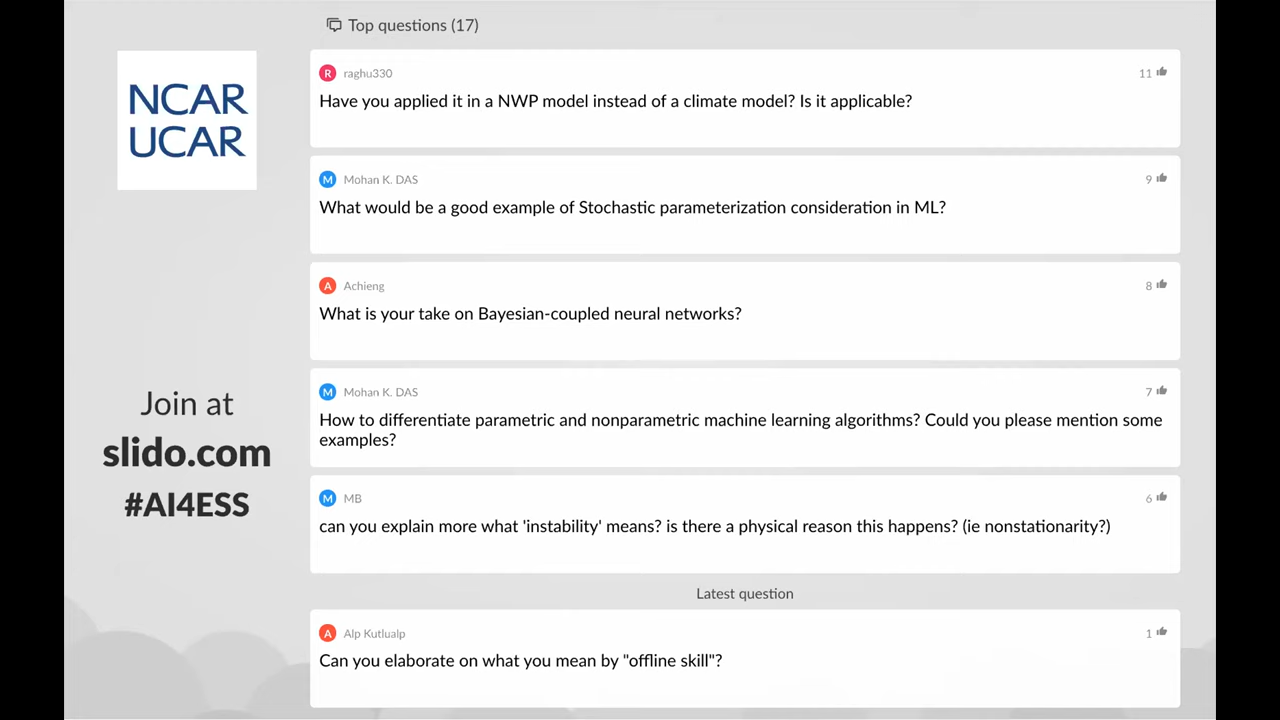 Top questions (17)
NCAR
UCAR
R raghu330 11
Have you applied it in a NWP model instead of a climate model? Is it applicable?
M Mohan K. DAS 9
What would be a good example of Stochastic parameterization consideration in ML?
A Achieng 8
What is your take on Bayesian-coupled neural networks?
M Mohan K. DAS 7
How to differentiate parametric and nonparametric machine learning algorithms? Could you please mention some
examples?
M MB 6
can you explain more what 'instability' means? is there a physical reason this happens? (ie nonstationarity?)
Latest question
A Alp Kutlualp 1
Can you elaborate on what you mean by "offline skill"?
Join at
slido.com
#AI4ESS